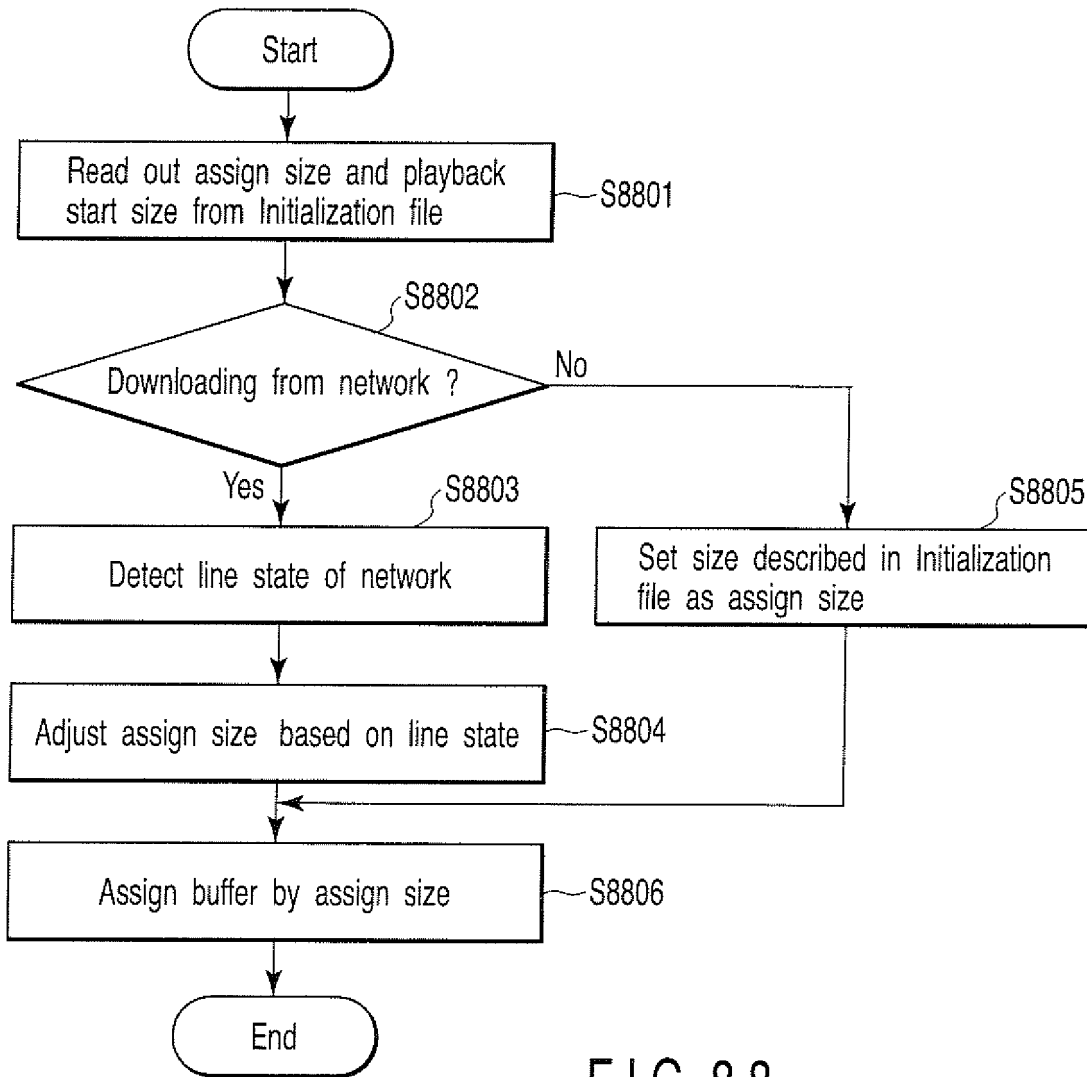 Start
Read out assign size and playback
start size from Initialization file
S8801
S8802
Downloading from network ?
No
Yes
S8803
Detect line state of network
S8805
Set size described in Initialization
file as assign size
Adjust assign size based on line state
S8804
Assign buffer by assign size
S8806
End
FIG. 88